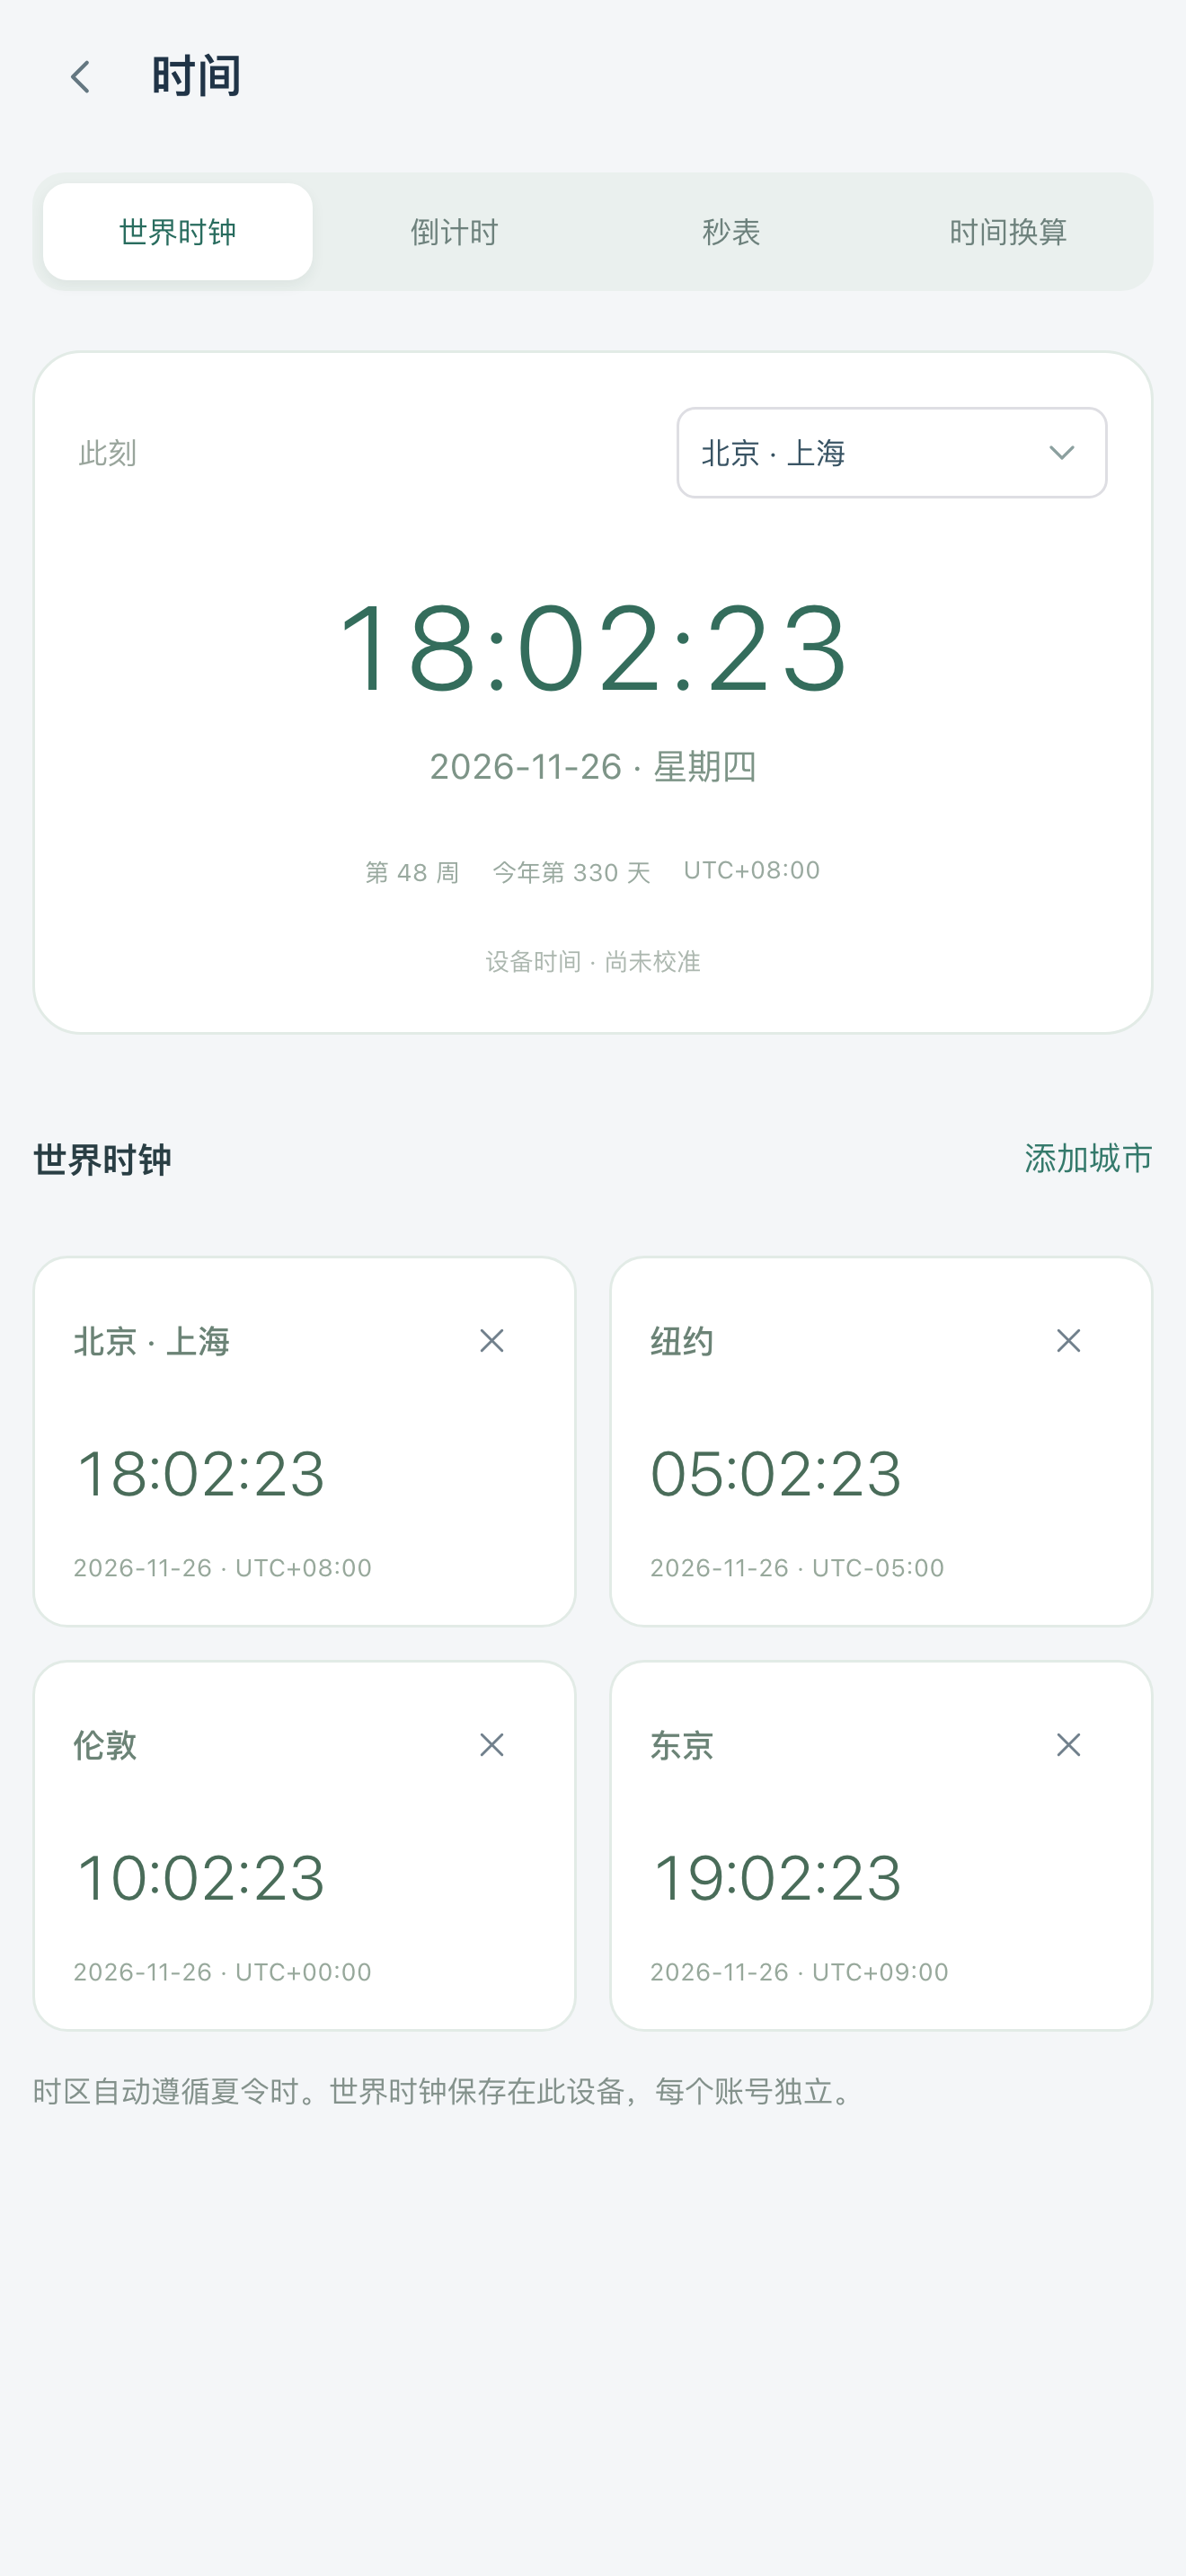 时间
世界时钟 倒计时 秒表 时间换算
此刻 北京 · 上海
18:02:23
2026-11-26 · 星期四
第 48 周 今年第 330 天 UTC+08:00
设备时间 · 尚未校准
世界时钟 添加城市
北京 · 上海
18:02:23
2026-11-26 · UTC+08:00
纽约
05:02:23
2026-11-26 · UTC-05:00
伦敦
10:02:23
2026-11-26 · UTC+00:00
东京
19:02:23
2026-11-26 · UTC+09:00
时区自动遵循夏令时。世界时钟保存在此设备，每个账号独立。